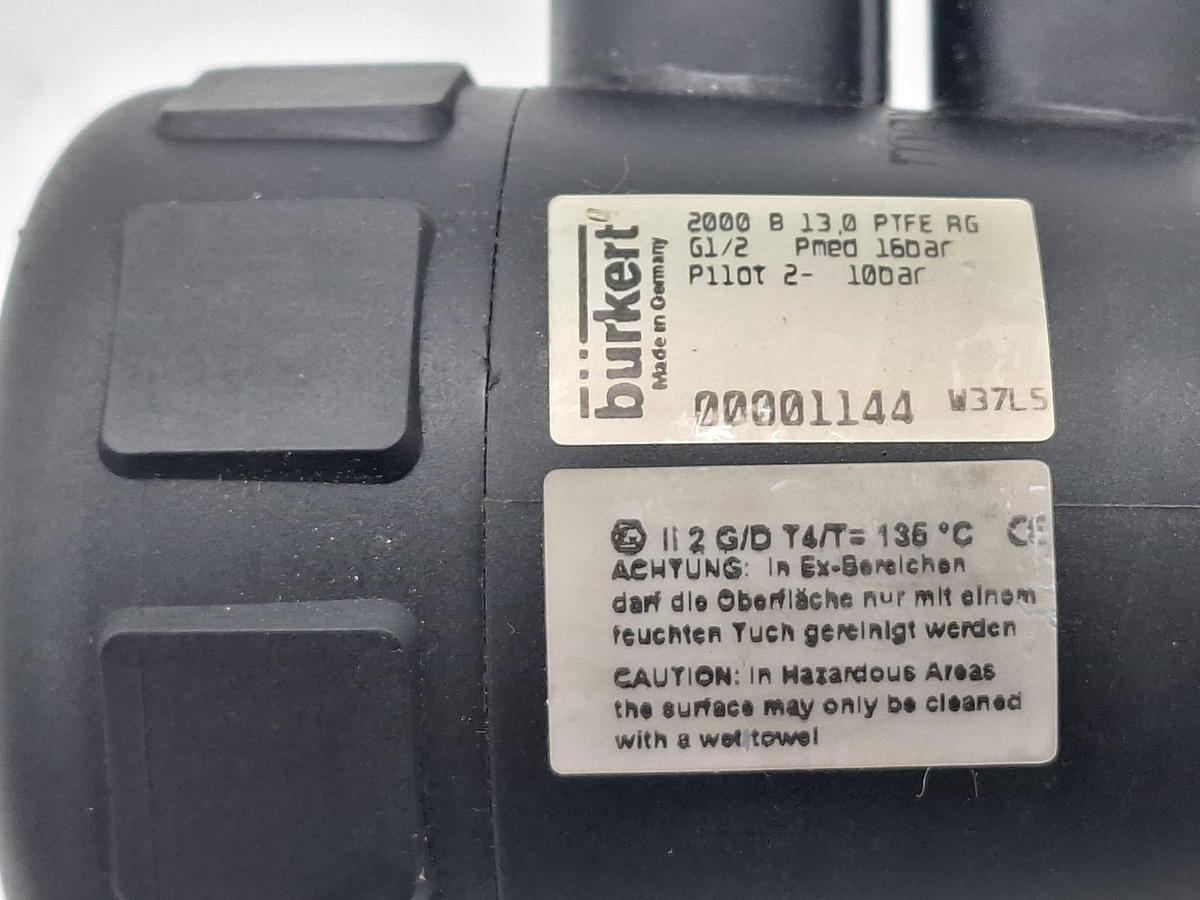 bürkert
Made in Germany
2000 B 13,0 PTFE RG
G1/2 Pmed 16bar
Pilot 2- 10bar
00001144 W37L5
II 2 G/D T4/T= 135 °C CE
ACHTUNG: In Ex-Bereichen
darf die Oberfläche nur mit einem
feuchten Tuch gereinigt werden
CAUTION: In Hazardous Areas
the surface may only be cleaned
with a wet towel